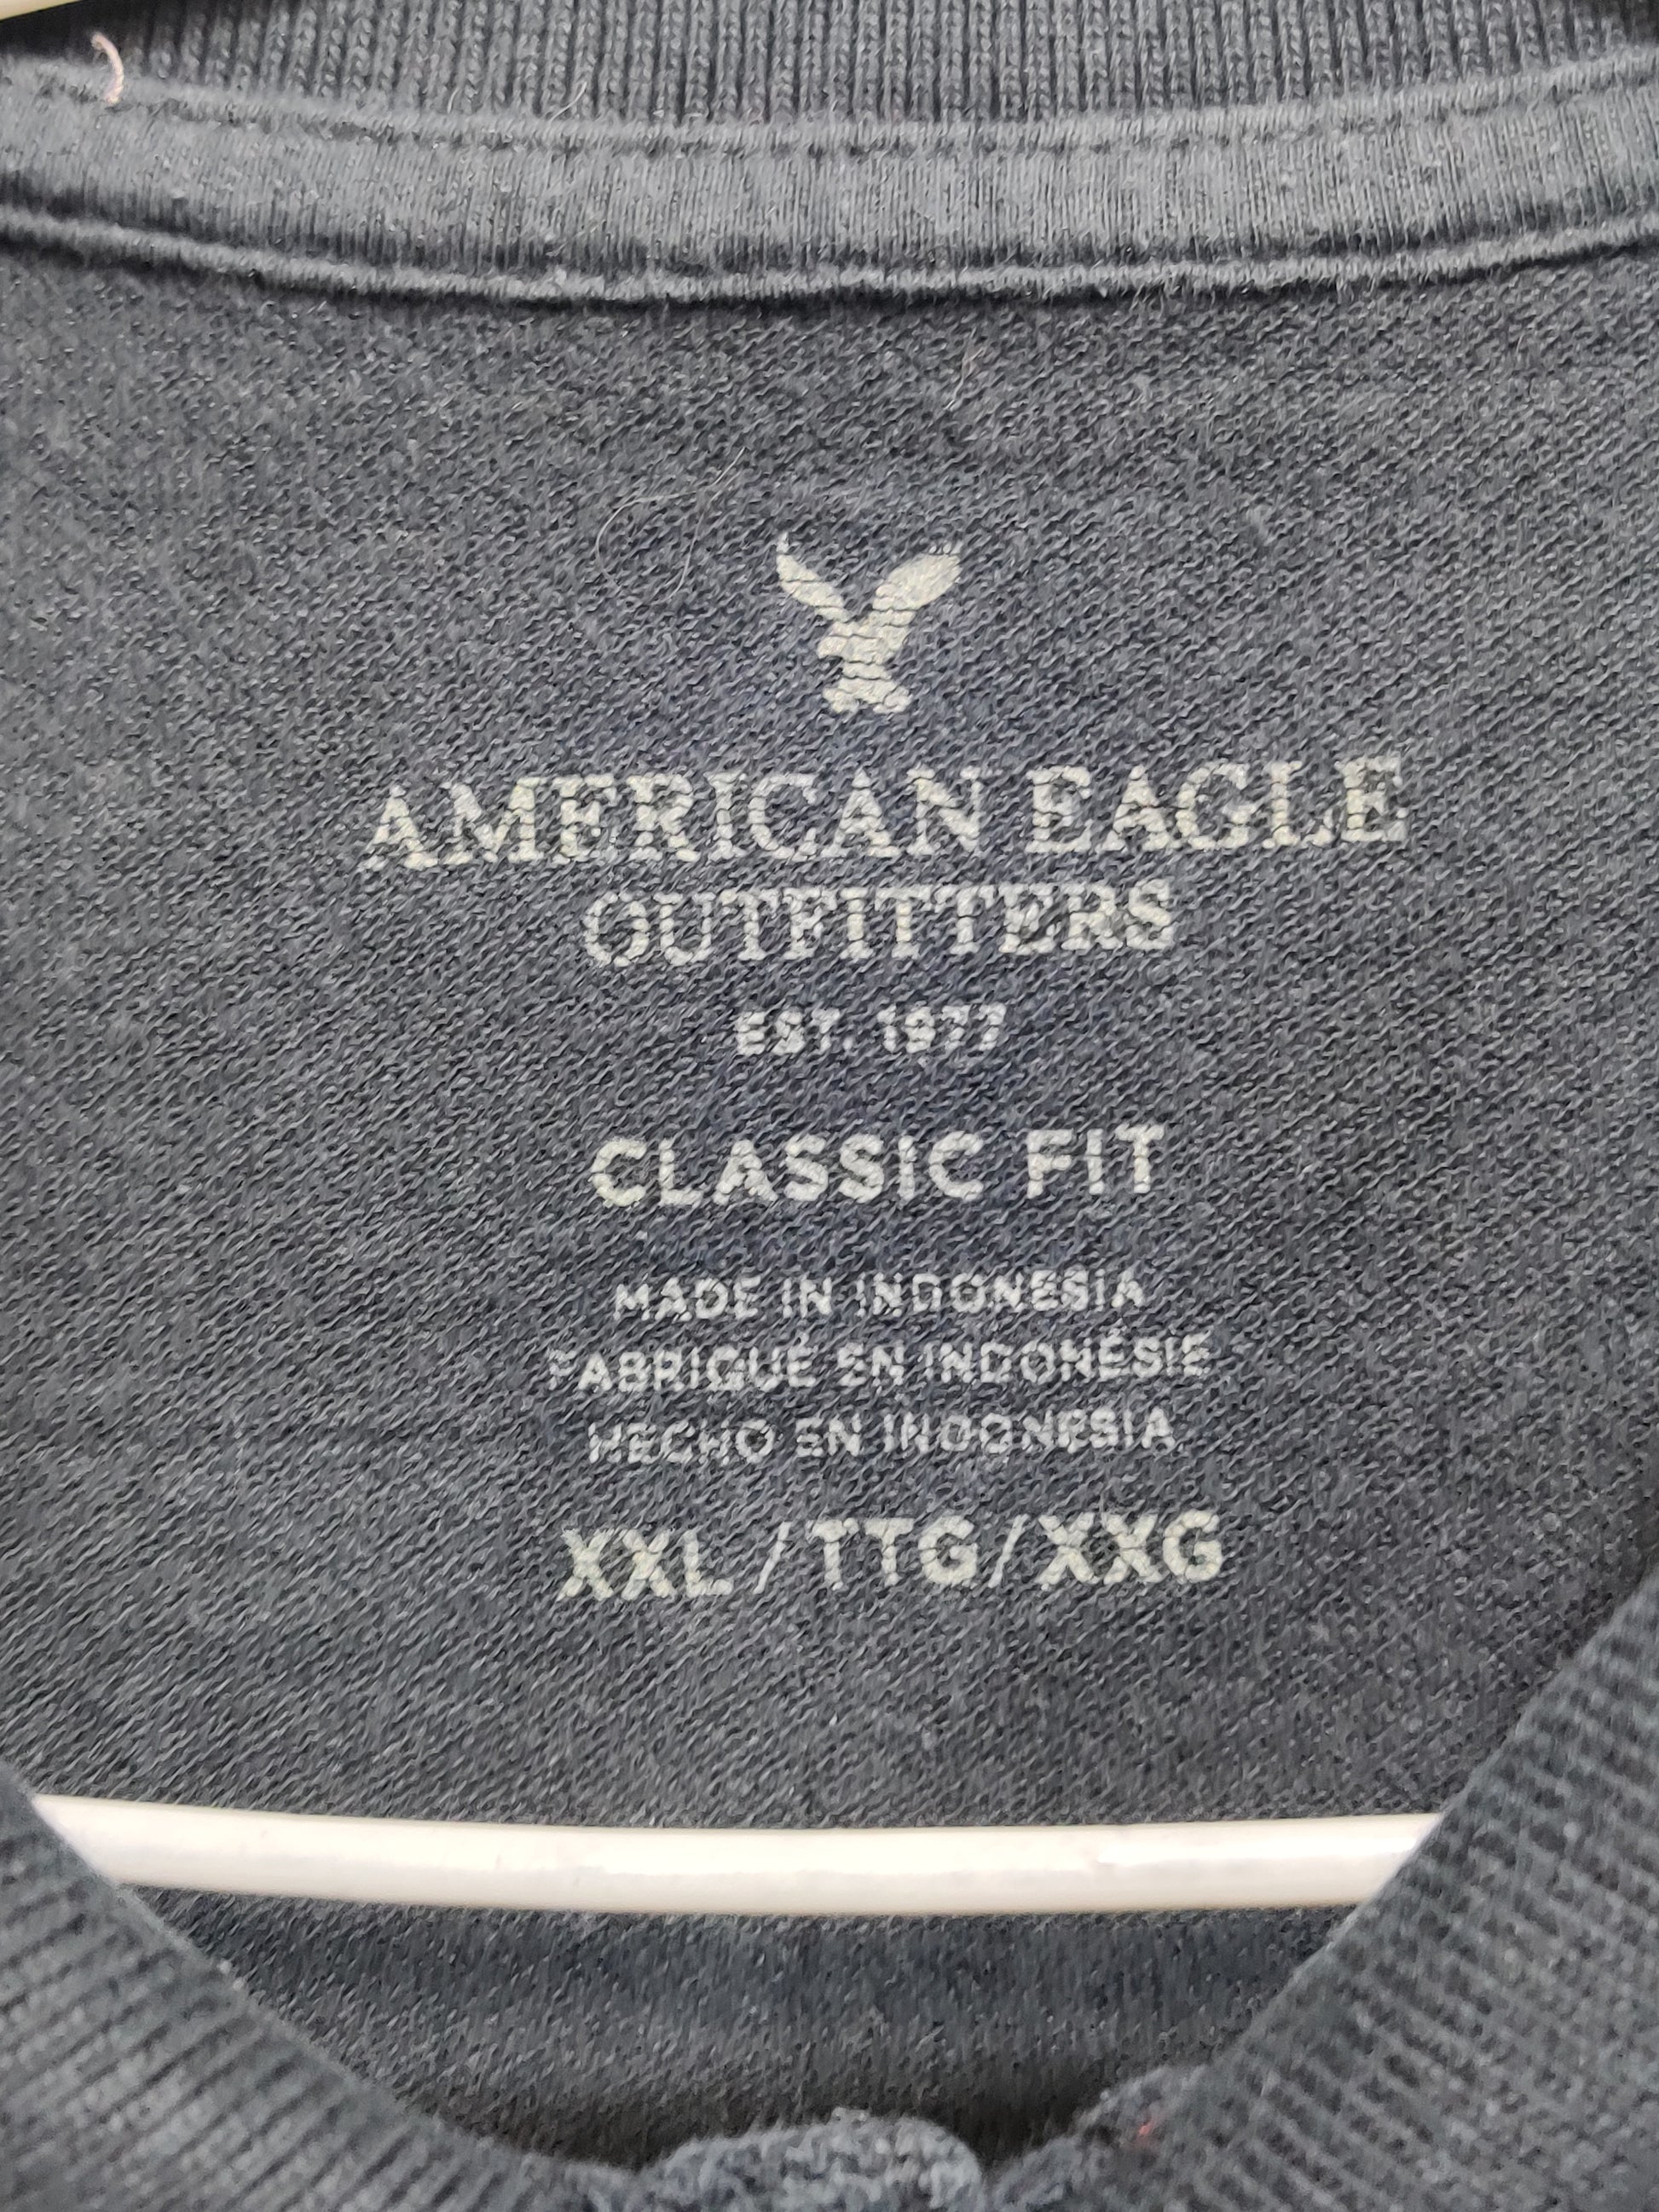 AMERICAN EAGLE
OUTFITTERS
EST. 1977
CLASSIC FIT
MADE IN INDONESIA
FABRIQUÉ EN INDONÉSIE
HECHO EN INDONESIA
XXL/TTG/XXG